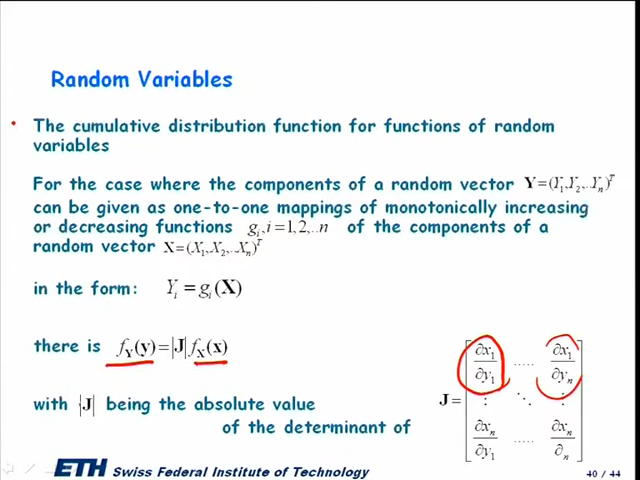 Random Variables
• The cumulative distribution function for functions of random
variables
For the case where the components of a random vector Y=(Y₁,Y₂,..Yₙ)ᵀ
can be given as one-to-one mappings of monotonically increasing
or decreasing functions gᵢ,i=1,2,..n of the components of a
random vector X=(X₁,X₂,..Xₙ)ᵀ
in the form: Yᵢ = gᵢ(X)
there is f_Y(y)=|J| f_X(x)
with |J| being the absolute value
of the determinant of
J = [∂x₁/∂y₁ ..... ∂x₁/∂yₙ
⋮ ⋱ ⋮
∂xₙ/∂y₁ ..... ∂xₙ/∂ₙ]
ETH Swiss Federal Institute of Technology
40 / 44